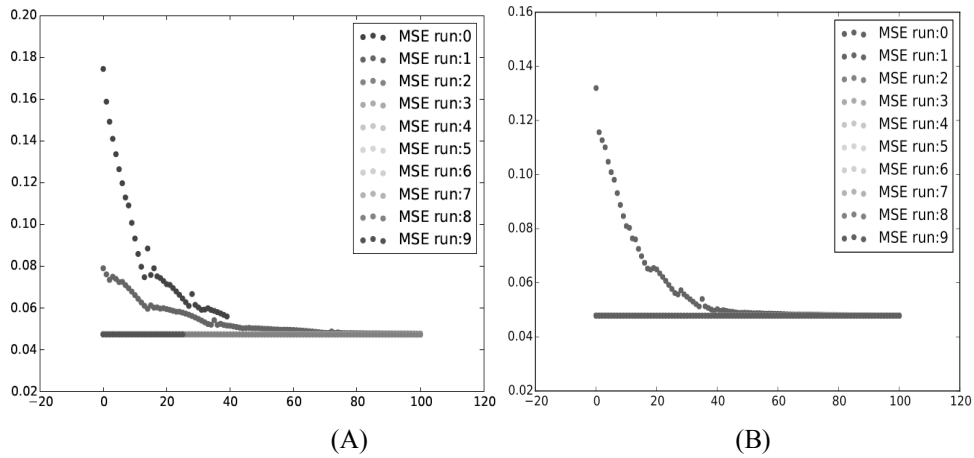 0.20
0.18
0.16
0.14
0.12
0.10
0.08
0.06
0.04
0.02
−20 0 20 40 60 80 100 120
MSE run:0
MSE run:1
MSE run:2
MSE run:3
MSE run:4
MSE run:5
MSE run:6
MSE run:7
MSE run:8
MSE run:9
(A)
0.16
0.14
0.12
0.10
0.08
0.06
0.04
0.02
−20 0 20 40 60 80 100 120
MSE run:0
MSE run:1
MSE run:2
MSE run:3
MSE run:4
MSE run:5
MSE run:6
MSE run:7
MSE run:8
MSE run:9
(B)